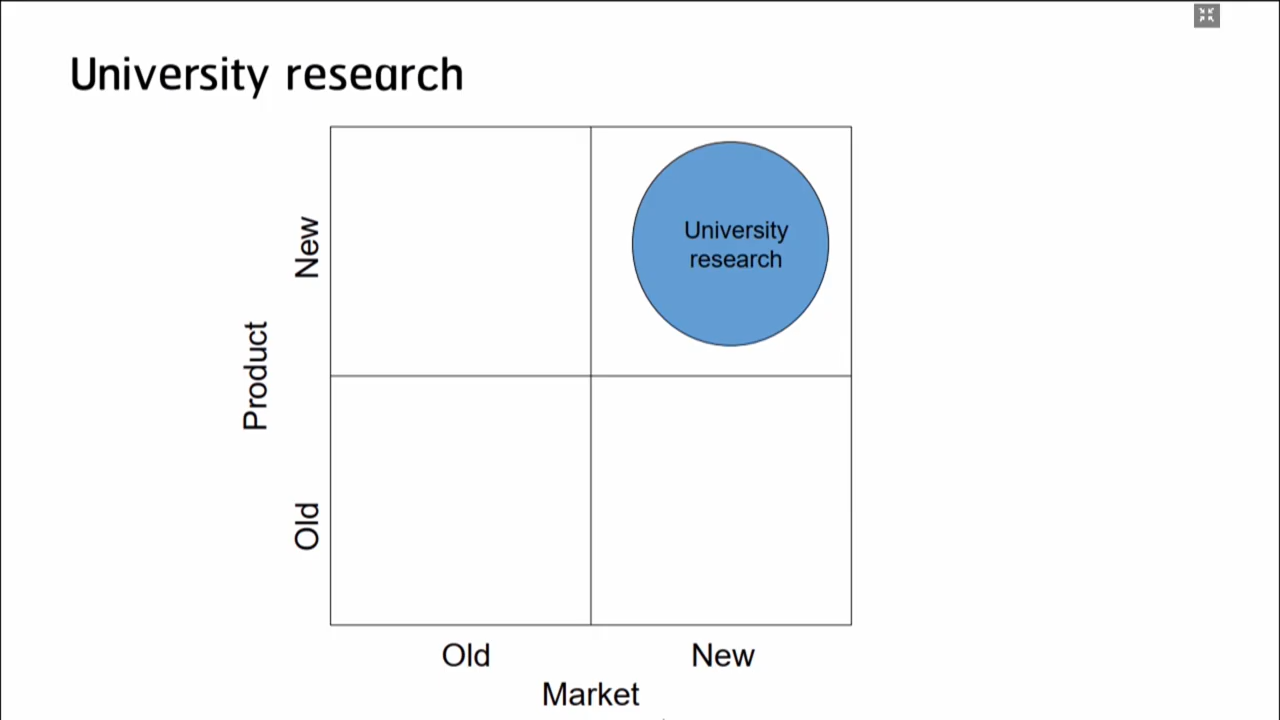 University research
University
research
New
Product
Old
Old
New
Market